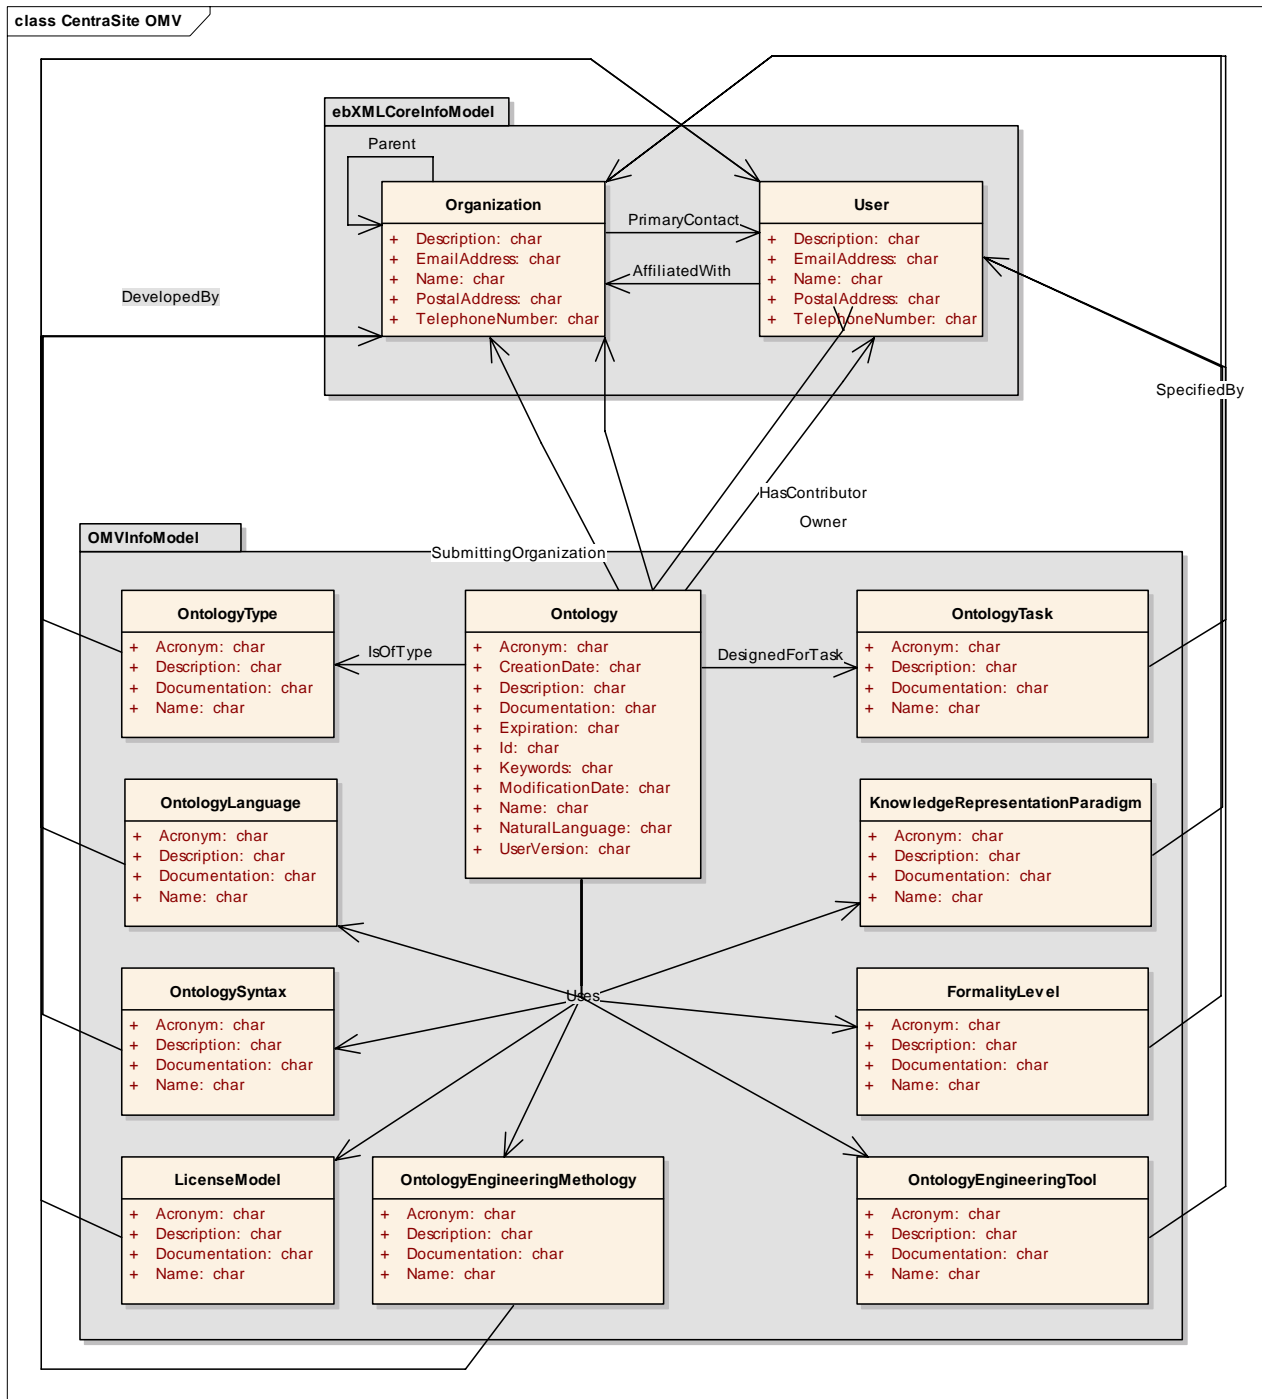 class CentraSite OMV
ebXMLCoreInfoModel
Parent
Organization
+ Description: char
+ EmailAddress: char
+ Name: char
+ PostalAddress: char
+ TelephoneNumber: char
PrimaryContact
AffiliatedWith
User
+ Description: char
+ EmailAddress: char
+ Name: char
+ PostalAddress: char
+ TelephoneNumber: char
DevelopedBy
SpecifiedBy
HasContributor
Owner
SubmittingOrganization
OMVInfoModel
OntologyType
+ Acronym: char
+ Description: char
+ Documentation: char
+ Name: char
IsOfType
Ontology
+ Acronym: char
+ CreationDate: char
+ Description: char
+ Documentation: char
+ Expiration: char
+ Id: char
+ Keywords: char
+ ModificationDate: char
+ Name: char
+ NaturalLanguage: char
+ UserVersion: char
DesignedForTask
OntologyTask
+ Acronym: char
+ Description: char
+ Documentation: char
+ Name: char
OntologyLanguage
+ Acronym: char
+ Description: char
+ Documentation: char
+ Name: char
KnowledgeRepresentationParadigm
+ Acronym: char
+ Description: char
+ Documentation: char
+ Name: char
OntologySyntax
+ Acronym: char
+ Description: char
+ Documentation: char
+ Name: char
Uses
FormalityLevel
+ Acronym: char
+ Description: char
+ Documentation: char
+ Name: char
LicenseModel
+ Acronym: char
+ Description: char
+ Documentation: char
+ Name: char
OntologyEngineeringMethology
+ Acronym: char
+ Description: char
+ Documentation: char
+ Name: char
OntologyEngineeringTool
+ Acronym: char
+ Description: char
+ Documentation: char
+ Name: char